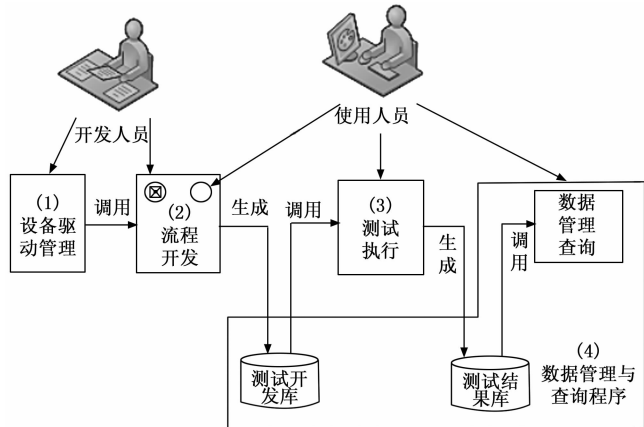 开发人员
使用人员
(1)
设备驱
动管理
调用
(2)
流程
开发
生成
调用
(3)
测试
执行
生
成
调
用
数据
管理
查询
测试开
发库
测试结
果库
(4)
数据管理与
查询程序